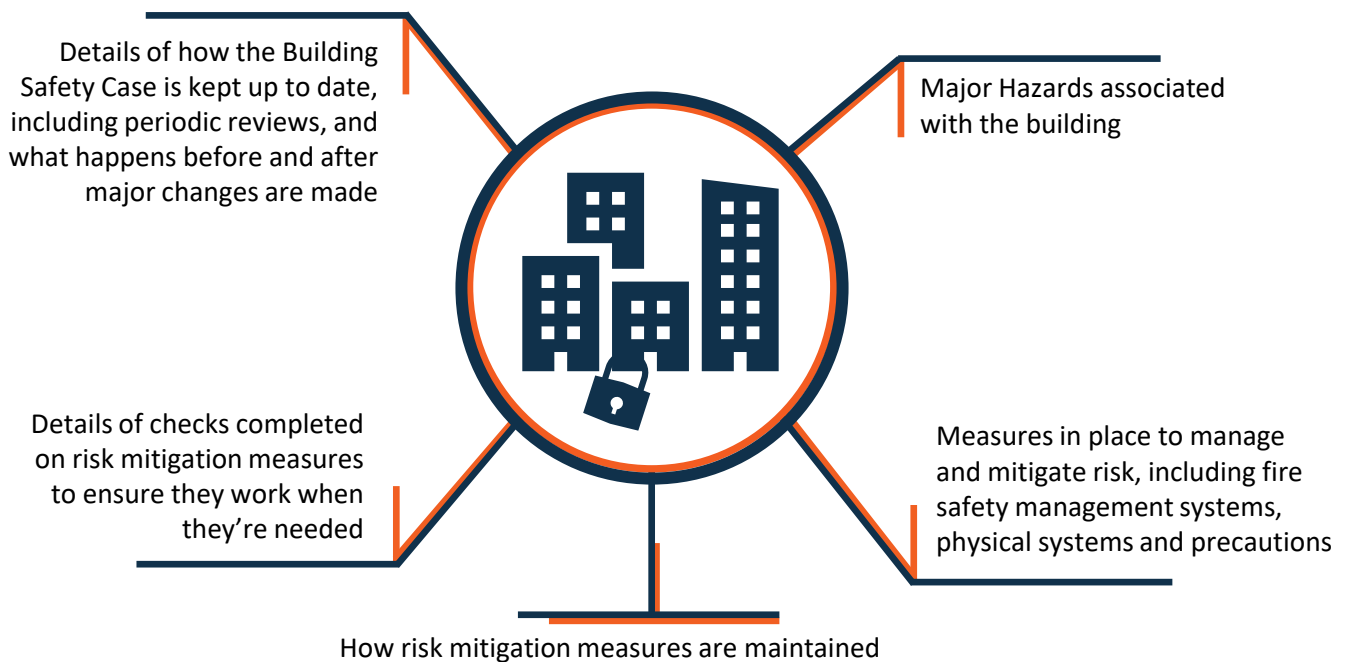 Details of how the Building
Safety Case is kept up to date,
including periodic reviews, and
what happens before and after
major changes are made
Major Hazards associated
with the building
Details of checks completed
on risk mitigation measures
to ensure they work when
they’re needed
Measures in place to manage
and mitigate risk, including fire
safety management systems,
physical systems and precautions
How risk mitigation measures are maintained